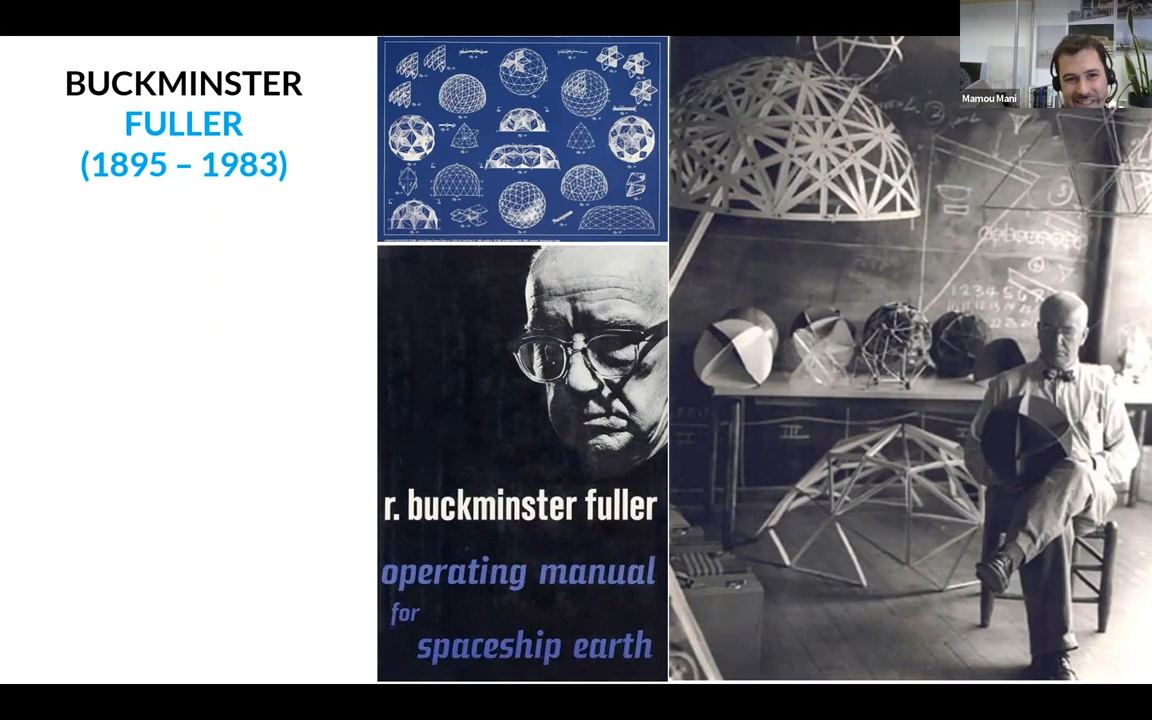 BUCKMINSTER
FULLER
(1895 – 1983)
r. buckminster fuller
operating manual
for
spaceship earth
Mamou Mani